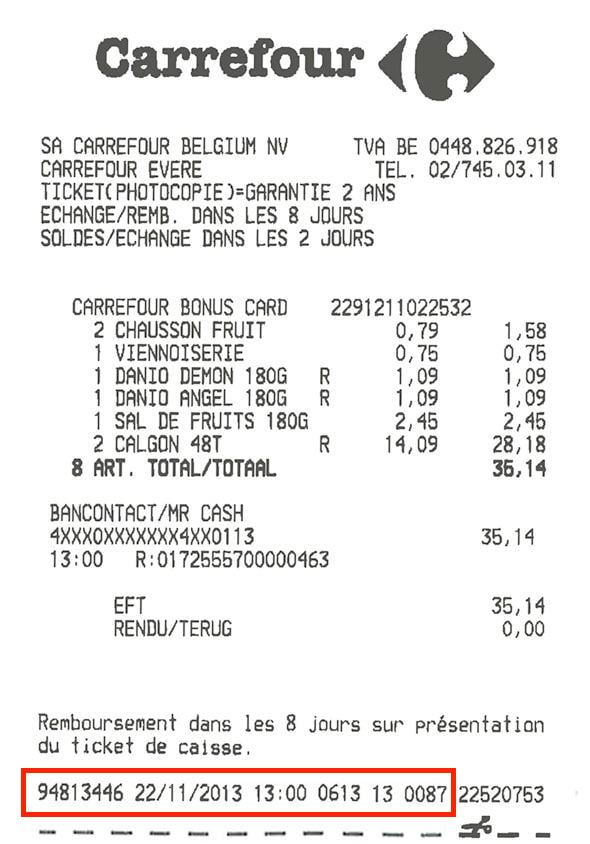 Carrefour
SA CARREFOUR BELGIUM NV TVA BE 0448.826.918
CARREFOUR EVERE TEL. 02/745.03.11
TICKET(PHOTOCOPIE)=GARANTIE 2 ANS
ECHANGE/REMB. DANS LES 8 JOURS
SOLDES/ECHANGE DANS LES 2 JOURS
CARREFOUR BONUS CARD 2291211022532
2 CHAUSSON FRUIT 0,79 1,58
1 VIENNOISERIE 0,75 0,75
1 DANIO DEMON 180G R 1,09 1,09
1 DANIO ANGEL 180G R 1,09 1,09
1 SAL DE FRUITS 180G 2,45 2,45
2 CALGON 48T R 14,09 28,18
8 ART. TOTAL/TOTAAL 35,14
BANCONTACT/MR CASH
4XXX0XXXXXXX4XX0113 35,14
13:00 R:0172555700000463
EFT 35,14
RENDU/TERUG 0,00
Remboursement dans les 8 jours sur présentation
du ticket de caisse.
94813446 22/11/2013 13:00 0613 13 0087 22520753